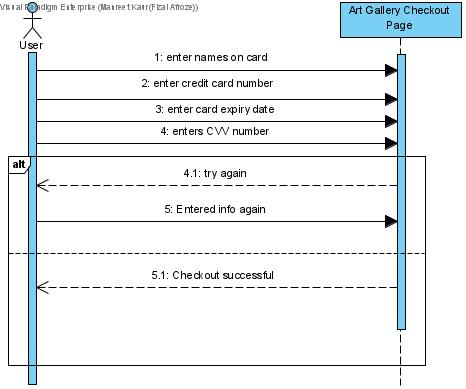 Visual Paradigm Enterprise (Maureet Kaur(Fizal Afroze))
Art Gallery Checkout
Page
User
1: enter names on card
2: enter credit card number
3: enter card expiry date
4: enters CVV number
alt
4.1: try again
5: Entered info again
5.1: Checkout successful